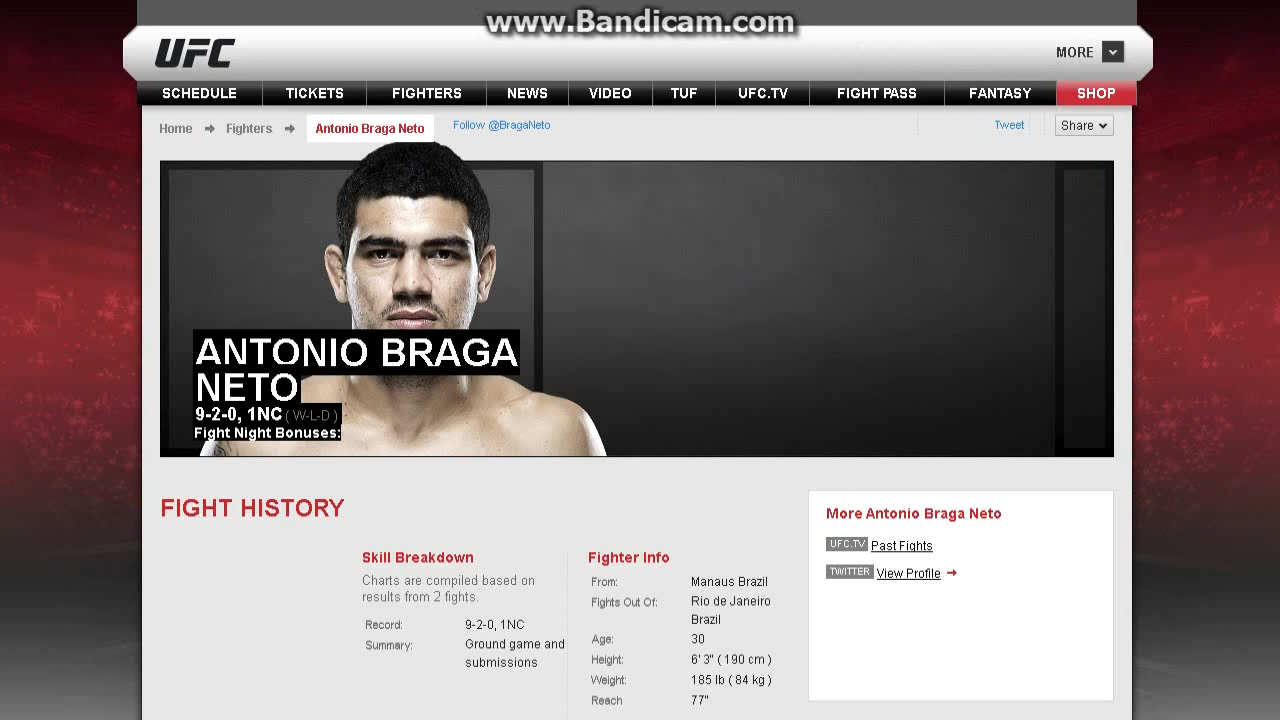 www.Bandicam.com
UFC
MORE
SCHEDULE TICKETS FIGHTERS NEWS VIDEO TUF UFC.TV FIGHT PASS FANTASY SHOP
Home Fighters Antonio Braga Neto Follow @BragaNeto Tweet Share
ANTONIO BRAGA
NETO
9-2-0, 1NC ( W-L-D )
Fight Night Bonuses:
FIGHT HISTORY
Skill Breakdown
Charts are compiled based on
results from 2 fights.
Record: 9-2-0, 1NC
Summary: Ground game and
submissions
Fighter Info
From: Manaus Brazil
Fights Out Of: Rio de Janeiro
Brazil
Age: 30
Height: 6' 3" ( 190 cm )
Weight: 185 lb ( 84 kg )
Reach 77"
More Antonio Braga Neto
UFC.TV Past Fights
TWITTER View Profile